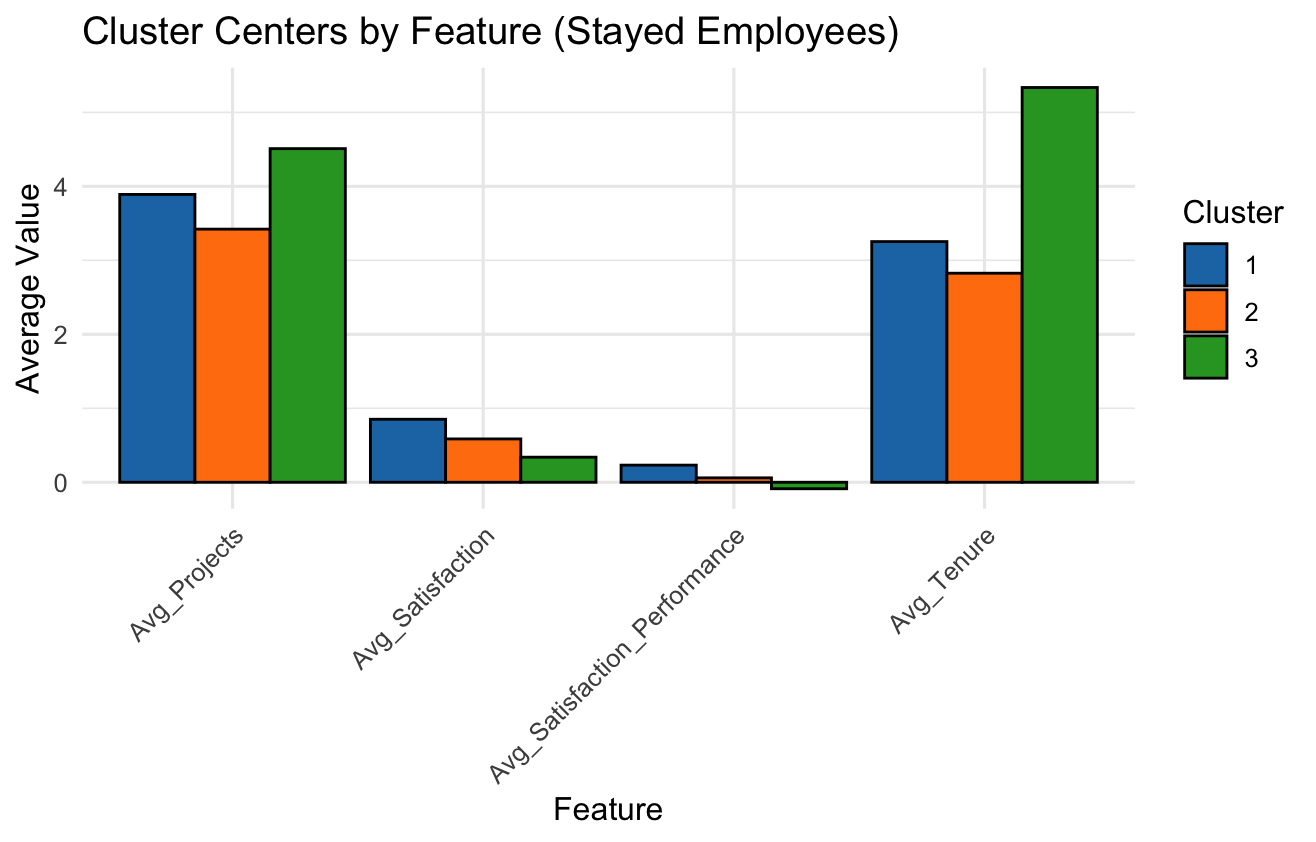 Cluster Centers by Feature (Stayed Employees)
Average Value
4
2
0
Avg_Projects
Avg_Satisfaction
Avg_Satisfaction_Performance
Avg_Tenure
Feature
Cluster
1
2
3